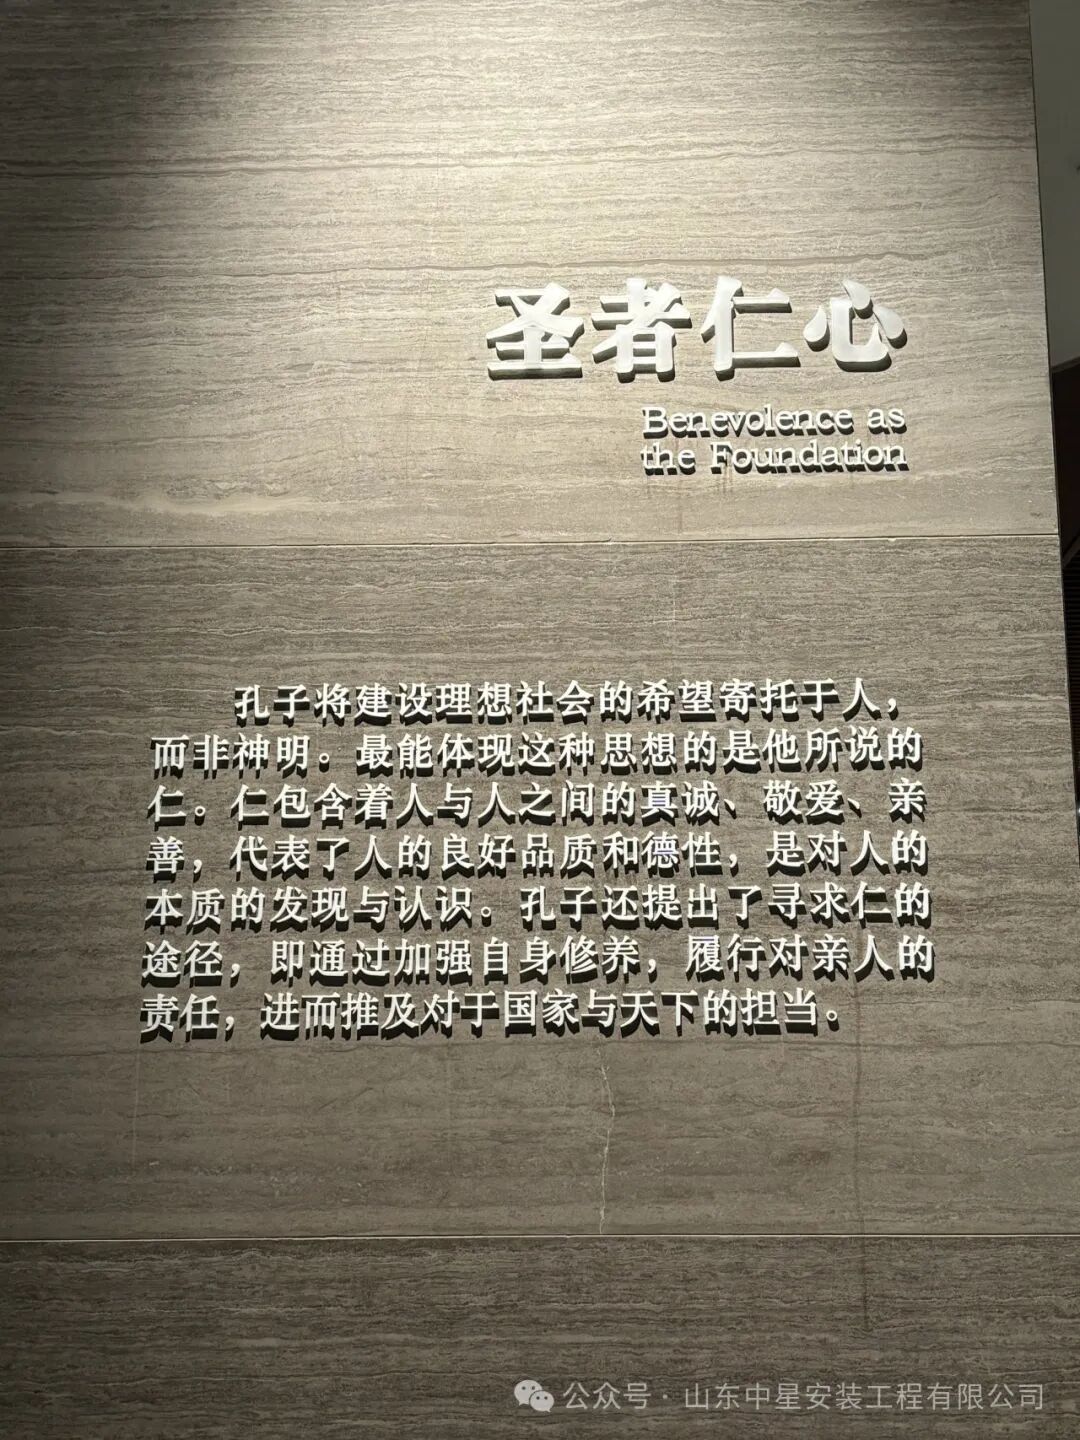 圣者仁心
Benevolence as
the Foundation
孔子将建设理想社会的希望寄托于人，
而非神明。最能体现这种思想的是他所说的
仁。仁包含着人与人之间的真诚、敬爱、亲
善，代表了人的良好品质和德性，是对人的
本质的发现与认识。孔子还提出了寻求仁的
途径，即通过加强自身修养，履行对亲人的
责任，进而推及对于国家与天下的担当。
公众号·山东中星安装工程有限公司